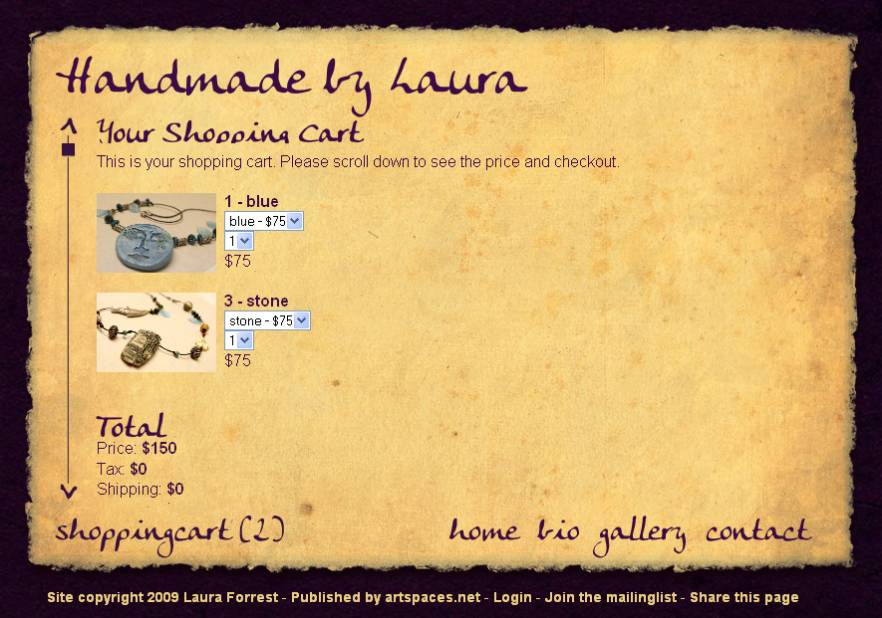 Handmade by Laura
Your Shopping Cart
This is your shopping cart. Please scroll down to see the price and checkout.
1 - blue
blue - $75
1
$75
3 - stone
stone - $75
1
$75
Total
Price: $150
Tax: $0
Shipping: $0
shoppingcart (2) home bio gallery contact
Site copyright 2009 Laura Forrest - Published by artspaces.net - Login - Join the mailinglist - Share this page